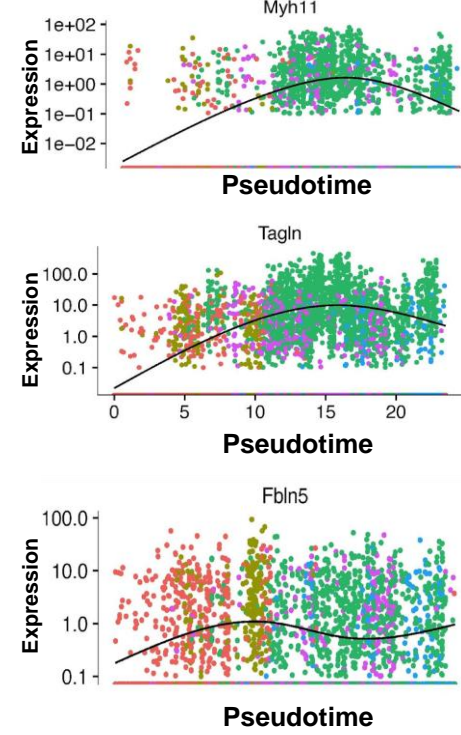 Myh11
1e+02
1e+01
1e+00
1e−01
1e−02
Expression
Pseudotime
Tagln
100.0
10.0
1.0
0.1
Expression
0 5 10 15 20
Pseudotime
Fbln5
100.0
10.0
1.0
0.1
Expression
Pseudotime